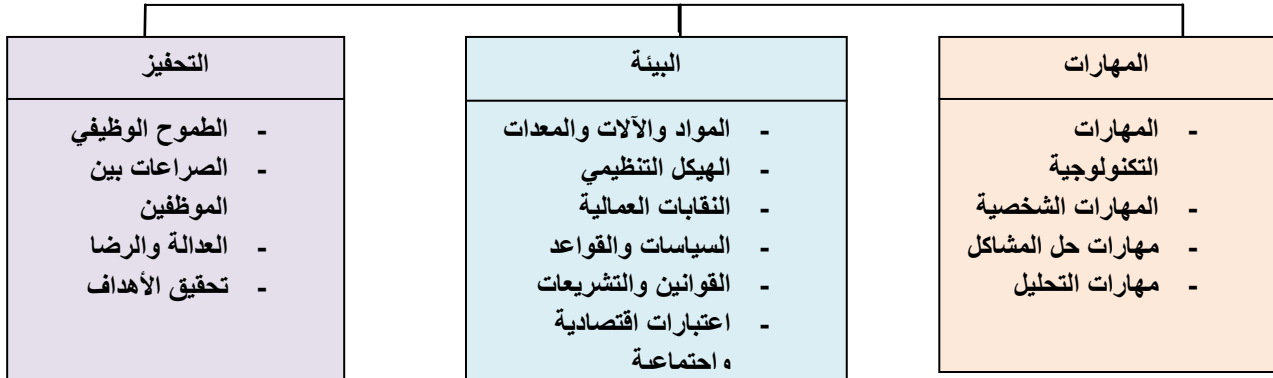 المهارات
- المهارات
التكنولوجية
- المهارات الشخصية
- مهارات حل المشاكل
- مهارات التحليل
البيئة
- المواد والآلات والمعدات
- الهيكل التنظيمي
- النقابات العمالية
- السياسات والقواعد
- القوانين والتشريعات
- اعتبارات اقتصادية
واجتماعية
التحفيز
- الطموح الوظيفي
- الصراعات بين
الموظفين
- العدالة والرضا
- تحقيق الأهداف